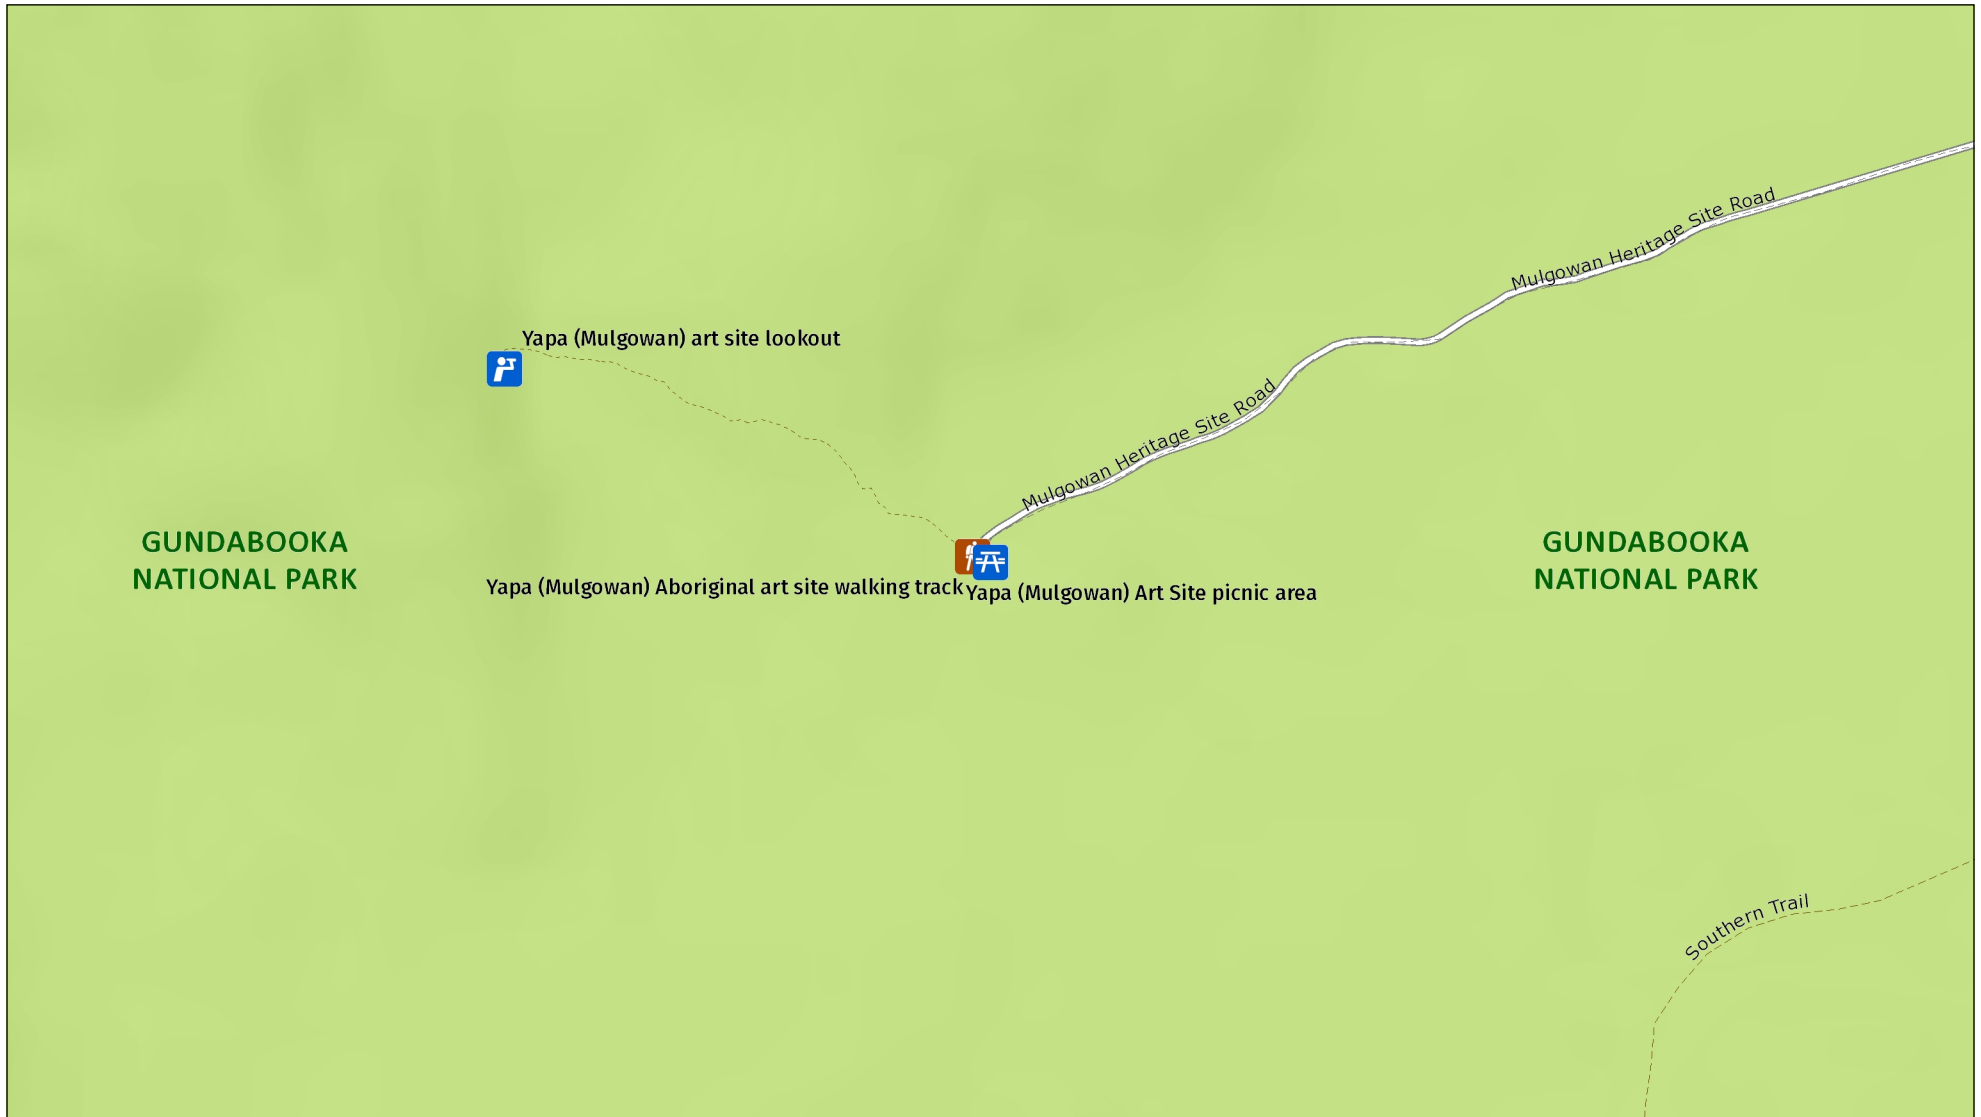 Mulgowan Heritage Site Road
Yapa (Mulgowan) art site lookout
Mulgowan Heritage Site Road
GUNDABOOKA
NATIONAL PARK
GUNDABOOKA
NATIONAL PARK
Yapa (Mulgowan) Aboriginal art site walking track
Yapa (Mulgowan) Art Site picnic area
Southern Trail